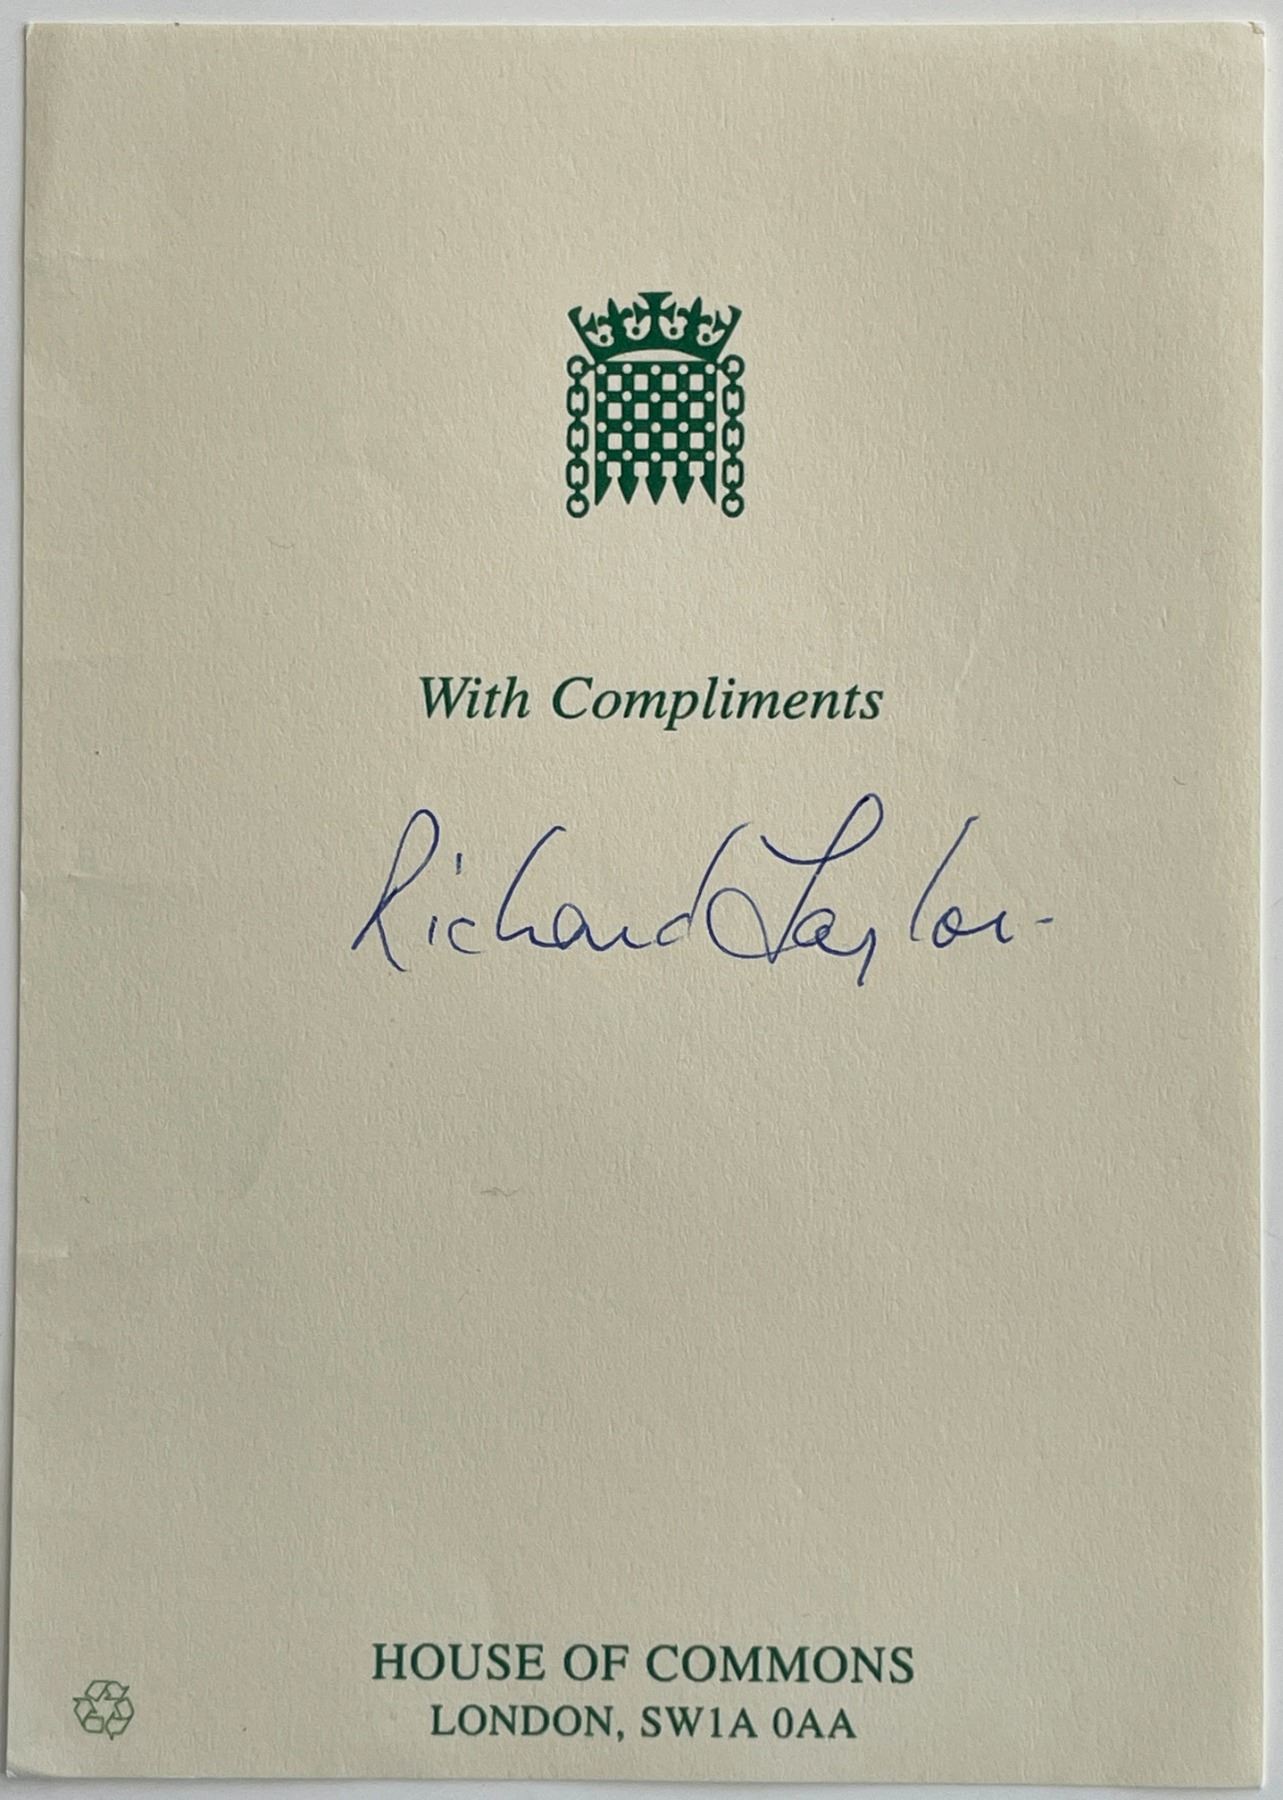 With Compliments
Richard Taylor
HOUSE OF COMMONS
LONDON, SW1A 0AA